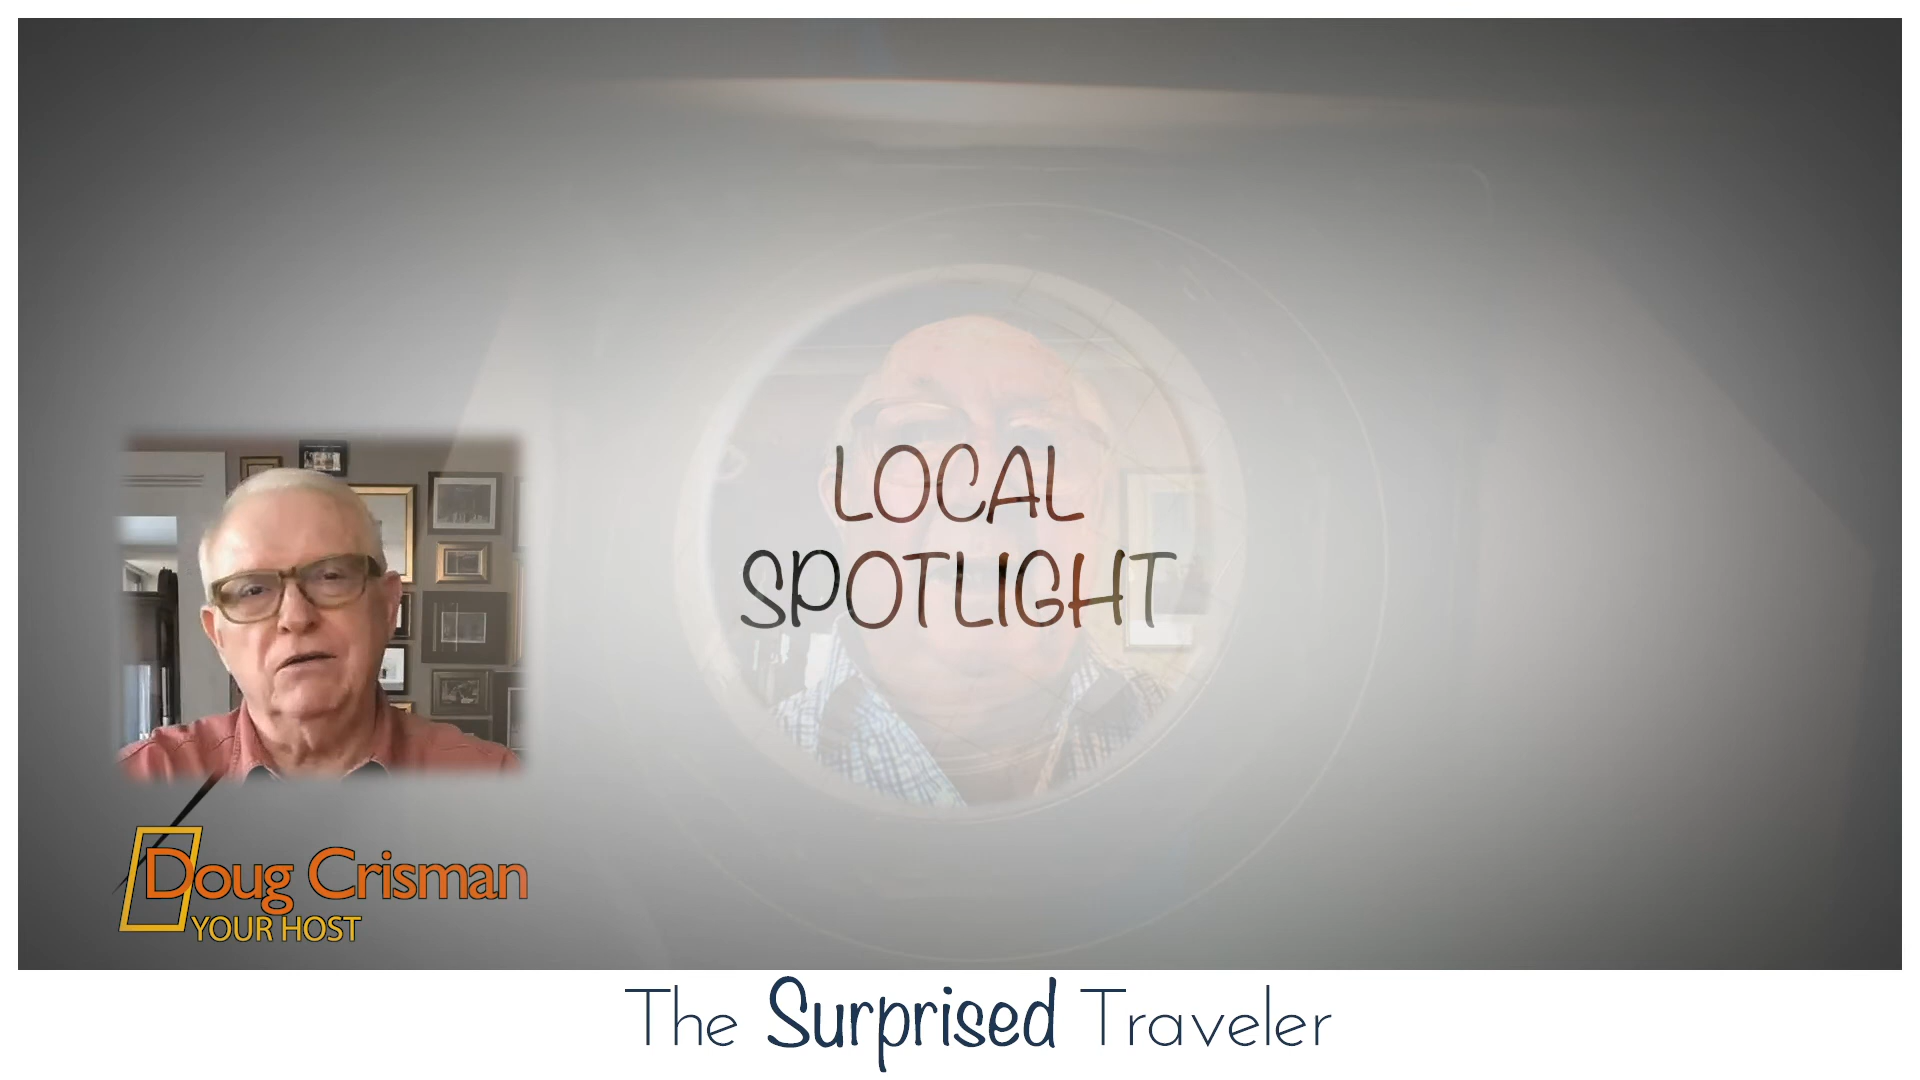 LOCAL
SPOTLIGHT
Doug Crisman
YOUR HOST
The Surprised Traveler